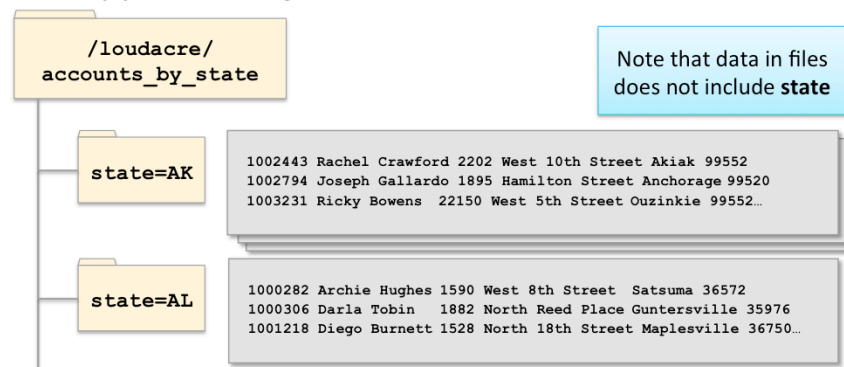 /loudacre/
accounts_by_state
Note that data in files
does not include state
state=AK
1002443 Rachel Crawford 2202 West 10th Street Akiak 99552
1002794 Joseph Gallardo 1895 Hamilton Street Anchorage 99520
1003231 Ricky Bowens  22150 West 5th Street Ouzinkie 99552…
state=AL
1000282 Archie Hughes 1590 West 8th Street  Satsuma 36572
1000306 Darla Tobin   1882 North Reed Place Guntersville 35976
1001218 Diego Burnett 1528 North 18th Street Maplesville 36750…